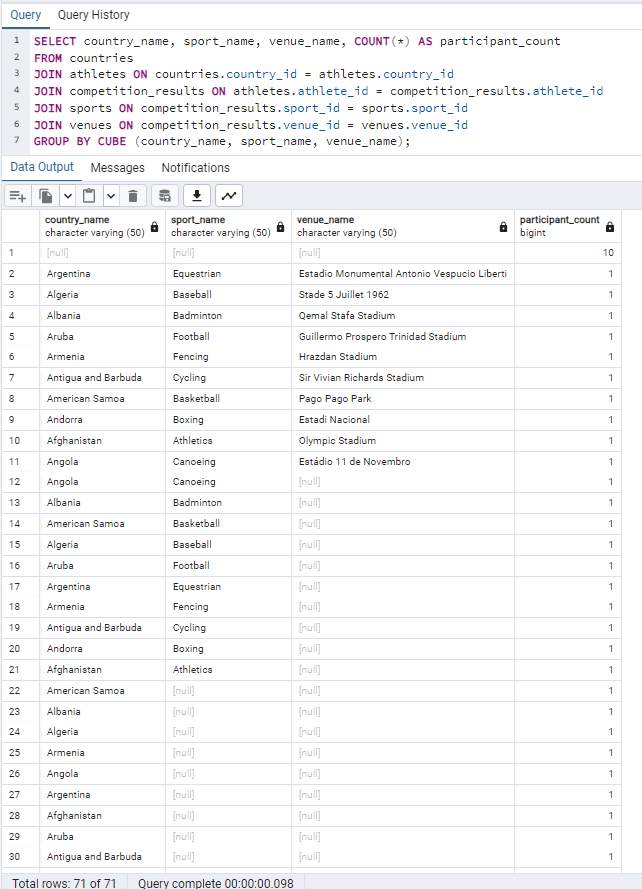 Query Query History
1 SELECT country_name, sport_name, venue_name, COUNT(*) AS participant_count
2 FROM countries
3 JOIN athletes ON countries.country_id = athletes.country_id
4 JOIN competition_results ON athletes.athlete_id = competition_results.athlete_id
5 JOIN sports ON competition_results.sport_id = sports.sport_id
6 JOIN venues ON competition_results.venue_id = venues.venue_id
7 GROUP BY CUBE (country_name, sport_name, venue_name);
Data Output Messages Notifications
country_name sport_name venue_name participant_count
character varying (50) character varying (50) character varying (50) bigint
1 [null] [null] [null] 10
2 Argentina Equestrian Estadio Monumental Antonio Vespucio Liberti 1
3 Algeria Baseball Stade 5 Juillet 1962 1
4 Albania Badminton Qemal Stafa Stadium 1
5 Aruba Football Guillermo Prospero Trinidad Stadium 1
6 Armenia Fencing Hrazdan Stadium 1
7 Antigua and Barbuda Cycling Sir Vivian Richards Stadium 1
8 American Samoa Basketball Pago Pago Park 1
9 Andorra Boxing Estadi Nacional 1
10 Afghanistan Athletics Olympic Stadium 1
11 Angola Canoeing Estádio 11 de Novembro 1
12 Angola Canoeing [null] 1
13 Albania Badminton [null] 1
14 American Samoa Basketball [null] 1
15 Algeria Baseball [null] 1
16 Aruba Football [null] 1
17 Argentina Equestrian [null] 1
18 Armenia Fencing [null] 1
19 Antigua and Barbuda Cycling [null] 1
20 Andorra Boxing [null] 1
21 Afghanistan Athletics [null] 1
22 American Samoa [null] [null] 1
23 Albania [null] [null] 1
24 Algeria [null] [null] 1
25 Armenia [null] [null] 1
26 Angola [null] [null] 1
27 Argentina [null] [null] 1
28 Afghanistan [null] [null] 1
29 Aruba [null] [null] 1
30 Antigua and Barbuda [null] [null] 1
Total rows: 71 of 71 Query complete 00:00:00.098